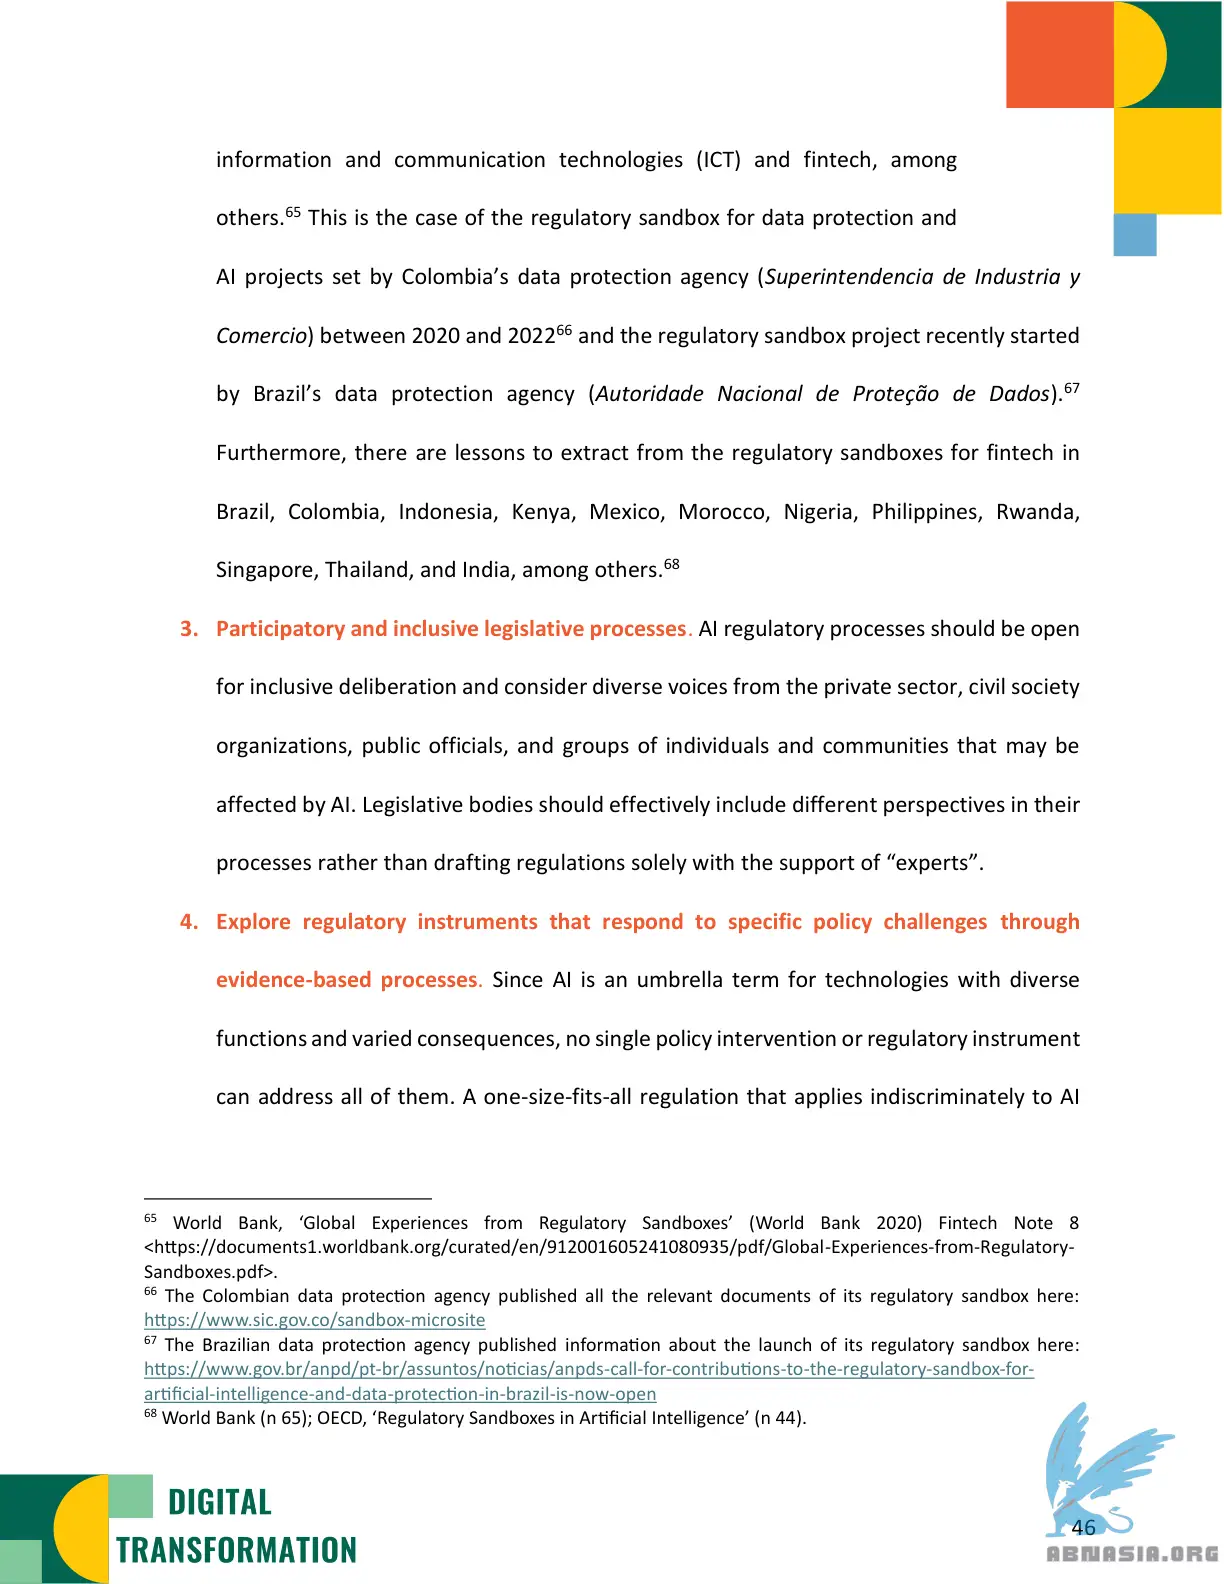 information and communication technologies (ICT) and fintech, among
others.65 This is the case of the regulatory sandbox for data protection and
AI projects set by Colombia’s data protection agency (Superintendencia de Industria y
Comercio) between 2020 and 202266 and the regulatory sandbox project recently started
by Brazil’s data protection agency (Autoridade Nacional de Proteção de Dados).67
Furthermore, there are lessons to extract from the regulatory sandboxes for fintech in
Brazil, Colombia, Indonesia, Kenya, Mexico, Morocco, Nigeria, Philippines, Rwanda,
Singapore, Thailand, and India, among others.68
3. Participatory and inclusive legislative processes. AI regulatory processes should be open
for inclusive deliberation and consider diverse voices from the private sector, civil society
organizations, public officials, and groups of individuals and communities that may be
affected by AI. Legislative bodies should effectively include different perspectives in their
processes rather than drafting regulations solely with the support of “experts”.
4. Explore regulatory instruments that respond to specific policy challenges through
evidence-based processes. Since AI is an umbrella term for technologies with diverse
functions and varied consequences, no single policy intervention or regulatory instrument
can address all of them. A one-size-fits-all regulation that applies indiscriminately to AI
65 World Bank, ‘Global Experiences from Regulatory Sandboxes’ (World Bank 2020) Fintech Note 8
<https://documents1.worldbank.org/curated/en/912001605241080935/pdf/Global-Experiences-from-Regulatory-
Sandboxes.pdf>.
66 The Colombian data protection agency published all the relevant documents of its regulatory sandbox here:
https://www.sic.gov.co/sandbox-microsite
67 The Brazilian data protection agency published information about the launch of its regulatory sandbox here:
https://www.gov.br/anpd/pt-br/assuntos/noticias/anpds-call-for-contributions-to-the-regulatory-sandbox-for-
artificial-intelligence-and-data-protection-in-brazil-is-now-open
68 World Bank (n 65); OECD, ‘Regulatory Sandboxes in Artificial Intelligence’ (n 44).
DIGITAL
TRANSFORMATION
46
ABNASIA.ORG